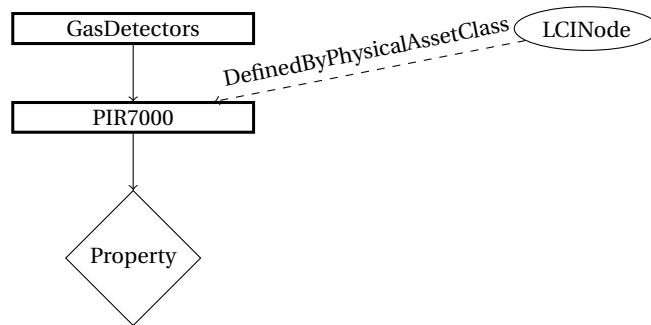 GasDetectors
LCINode
DefinedByPhysicalAssetClass
PIR7000
Property